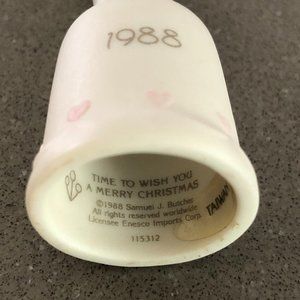 1988
TIME TO WISH YOU
A MERRY CHRISTMAS
©1988 Samuel J. Butcher
All rights reserved worldwide
Licensee Enesco Imports Corp.
115312
TAIWAN